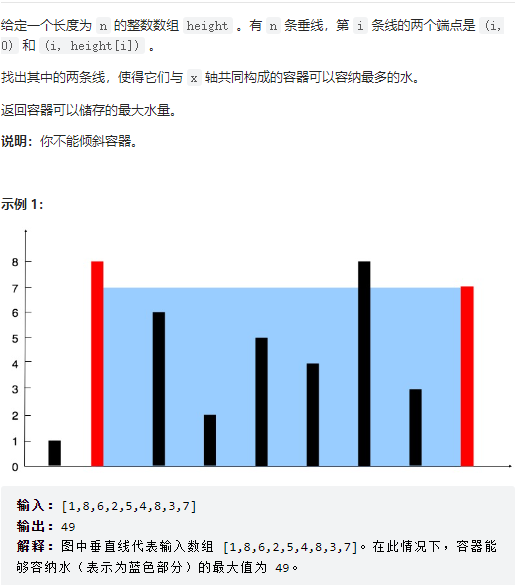 给定一个长度为 n 的整数数组 height 。有 n 条垂线，第 i 条线的两个端点是 (i,
0) 和 (i, height[i]) 。
找出其中的两条线，使得它们与 x 轴共同构成的容器可以容纳最多的水。
返回容器可以储存的最大水量。
说明：你不能倾斜容器。
示例 1：
8
7
6
5
4
3
2
1
0
输入：[1,8,6,2,5,4,8,3,7]
输出：49
解释：图中垂直线代表输入数组 [1,8,6,2,5,4,8,3,7]。在此情况下，容器能
够容纳水（表示为蓝色部分）的最大值为 49。